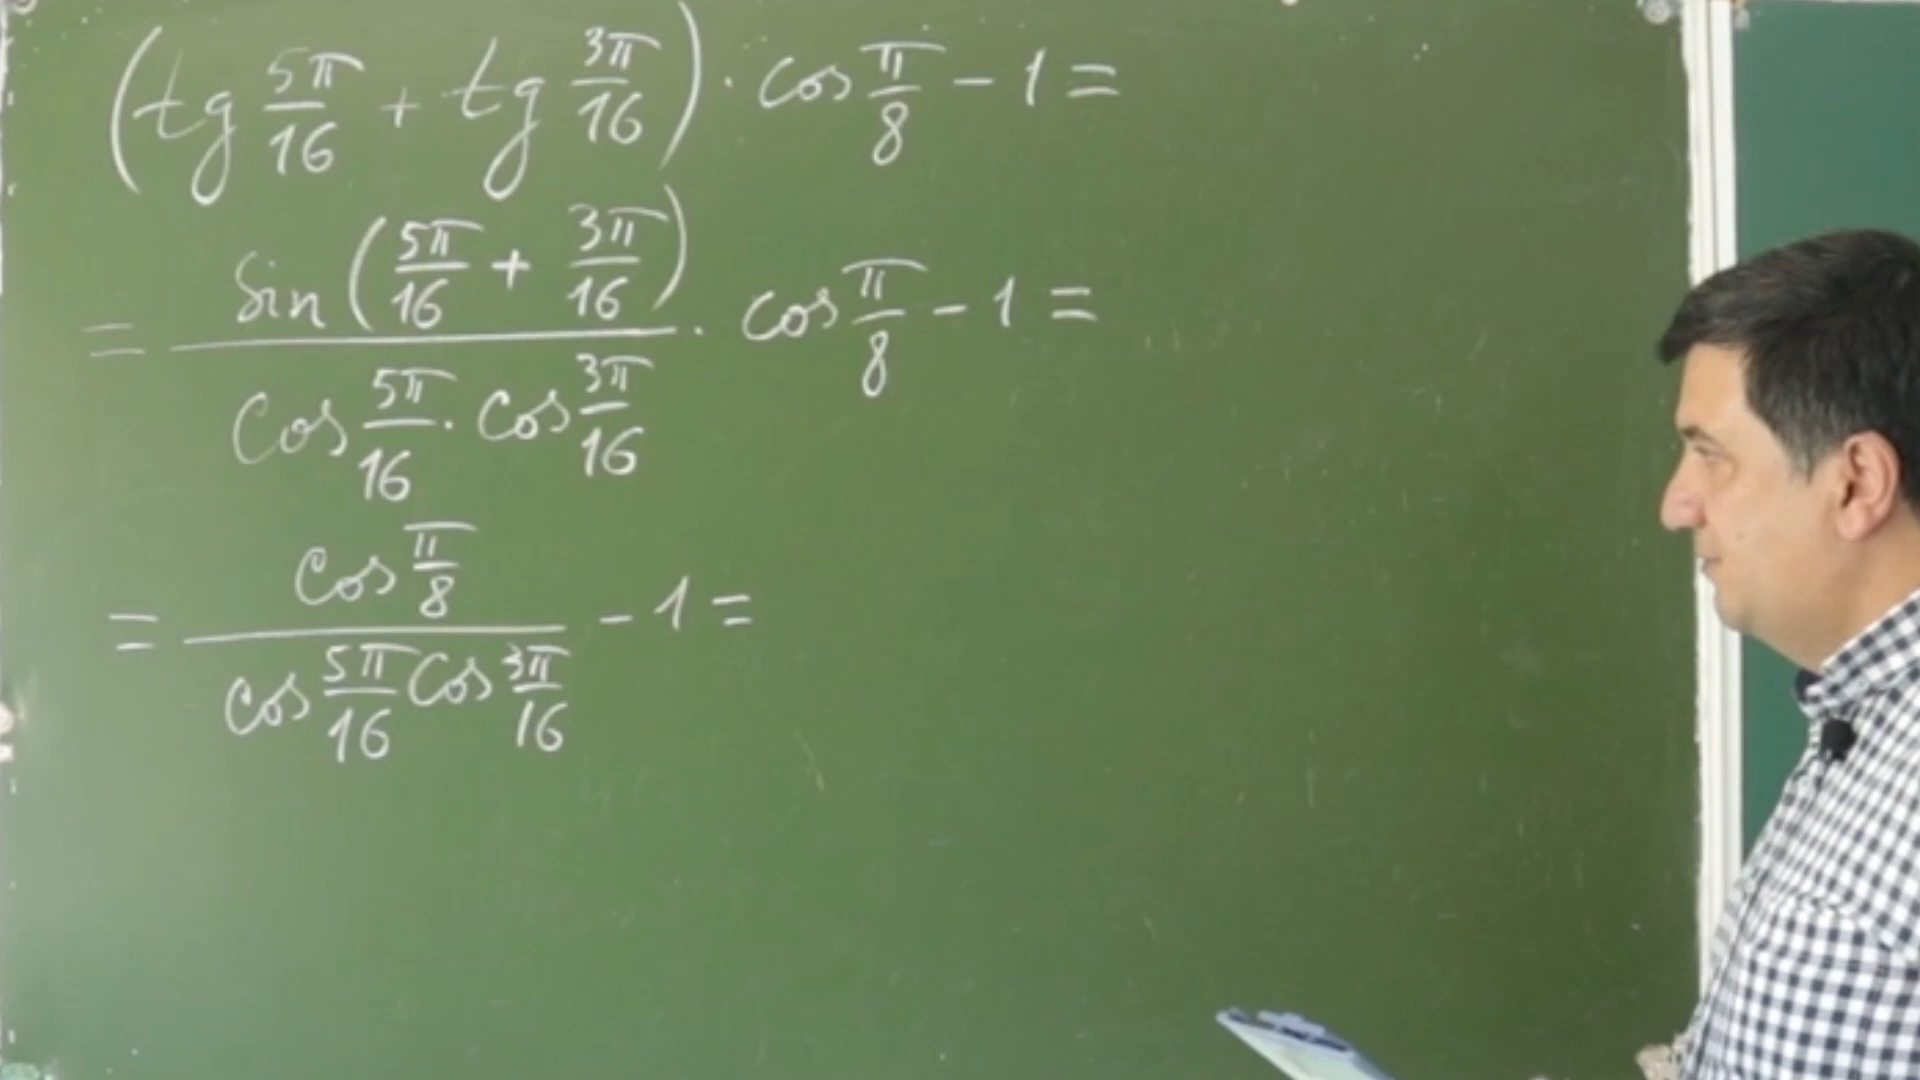 (tg 5π/16 + tg 3π/16) · cos π/8 − 1 =
= sin(5π/16 + 3π/16) / cos 5π/16 · cos 3π/16 · cos π/8 − 1 =
= cos π/8 / cos 5π/16 cos 3π/16 − 1 =